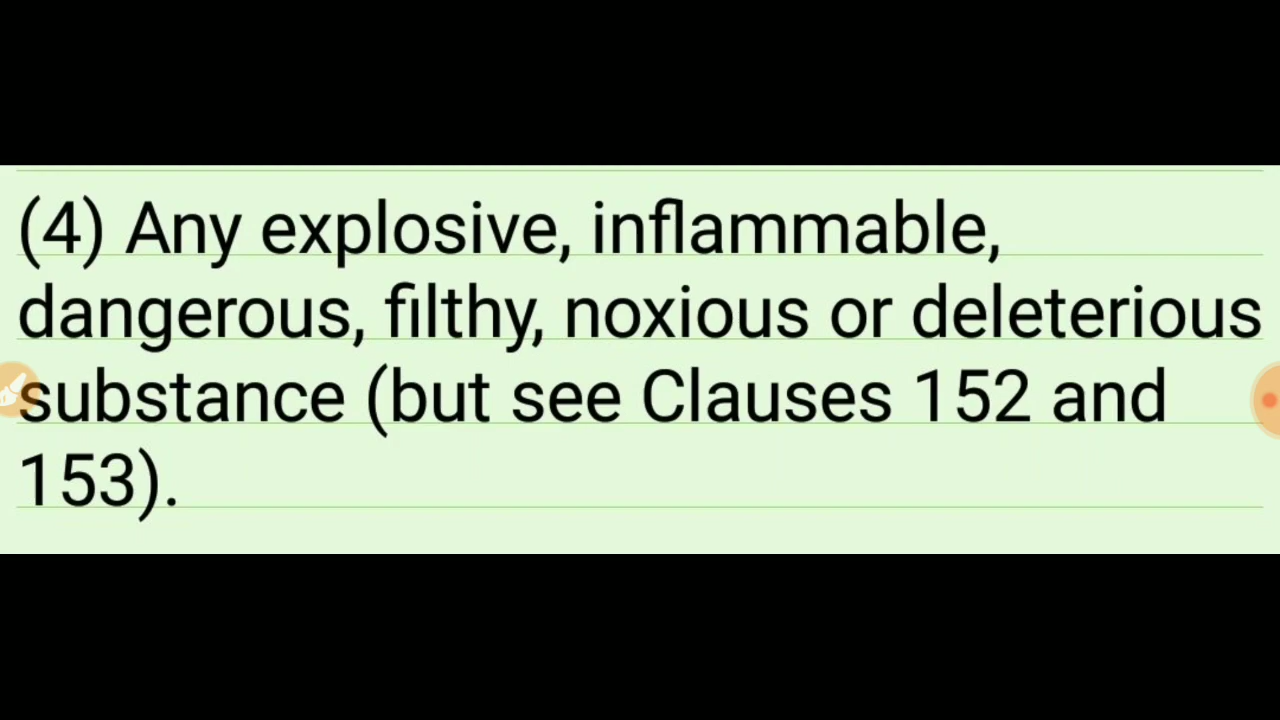 (4) Any explosive, inflammable,
dangerous, filthy, noxious or deleterious
substance (but see Clauses 152 and
153).